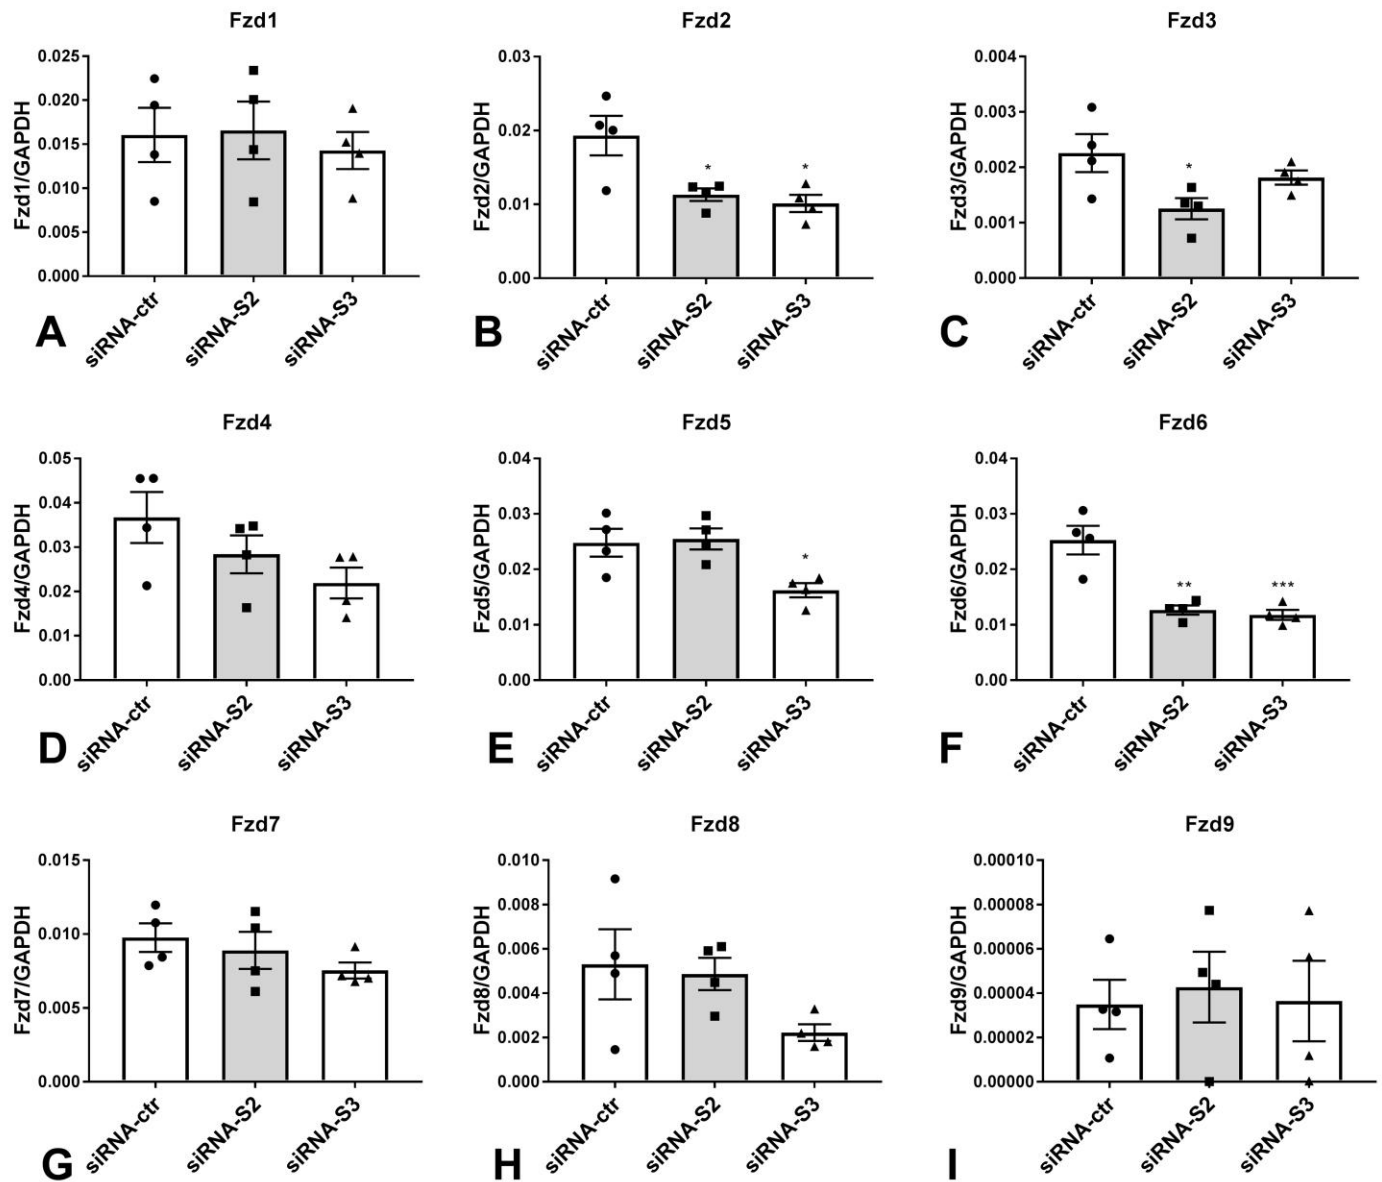 Fzd1
Fzd1/GAPDH
0.025
0.020
0.015
0.010
0.005
0.000
siRNA-ctr
siRNA-S2
siRNA-S3
A
Fzd2
Fzd2/GAPDH
0.03
0.02
0.01
0.00
*
*
siRNA-ctr
siRNA-S2
siRNA-S3
B
Fzd3
Fzd3/GAPDH
0.004
0.003
0.002
0.001
0.000
*
siRNA-ctr
siRNA-S2
siRNA-S3
C
Fzd4
Fzd4/GAPDH
0.05
0.04
0.03
0.02
0.01
0.00
siRNA-ctr
siRNA-S2
siRNA-S3
D
Fzd5
Fzd5/GAPDH
0.04
0.03
0.02
0.01
0.00
*
siRNA-ctr
siRNA-S2
siRNA-S3
E
Fzd6
Fzd6/GAPDH
0.04
0.03
0.02
0.01
0.00
**
***
siRNA-ctr
siRNA-S2
siRNA-S3
F
Fzd7
Fzd7/GAPDH
0.015
0.010
0.005
0.000
siRNA-ctr
siRNA-S2
siRNA-S3
G
Fzd8
Fzd8/GAPDH
0.010
0.008
0.006
0.004
0.002
0.000
siRNA-ctr
siRNA-S2
siRNA-S3
H
Fzd9
Fzd9/GAPDH
0.00010
0.00008
0.00006
0.00004
0.00002
0.00000
siRNA-ctr
siRNA-S2
siRNA-S3
I